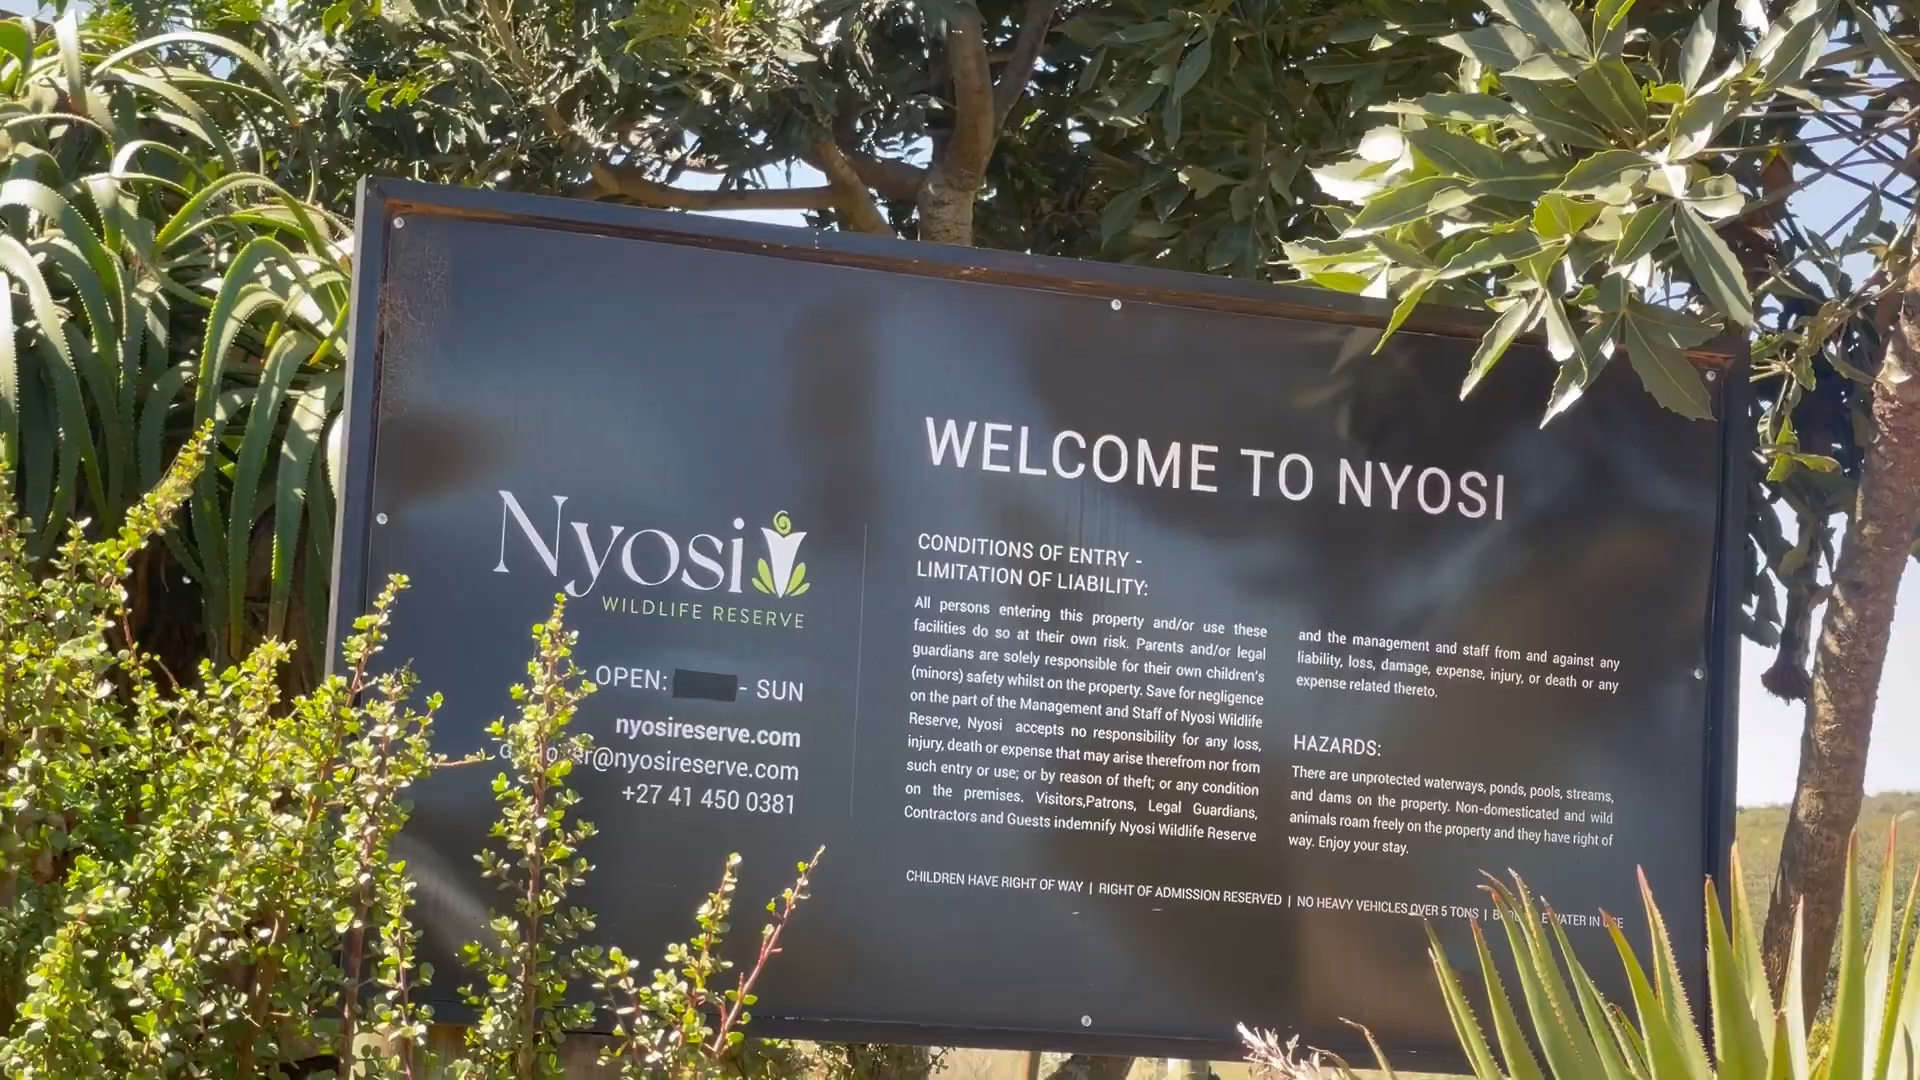 Nyosi
WILDLIFE RESERVE
OPEN: - SUN
nyosireserve.com
@nyosireserve.com
+27 41 450 0381
WELCOME TO NYOSI
CONDITIONS OF ENTRY -
LIMITATION OF LIABILITY:
All persons entering this property and/or use these
facilities do so at their own risk. Parents and/or legal
guardians are solely responsible for their own children's
(minors) safety whilst on the property. Save for negligence
on the part of the Management and Staff of Nyosi Wildlife
Reserve, Nyosi accepts no responsibility for any loss,
injury, death or expense that may arise therefrom nor from
such entry or use; or by reason of theft; or any condition
on the premises. Visitors,Patrons, Legal Guardians,
Contractors and Guests indemnify Nyosi Wildlife Reserve
and the management and staff from and against any
liability, loss, damage, expense, injury, or death or any
expense related thereto.
HAZARDS:
There are unprotected waterways, ponds, pools, streams,
and dams on the property. Non-domesticated and wild
animals roam freely on the property and they have right of
way. Enjoy your stay.
CHILDREN HAVE RIGHT OF WAY | RIGHT OF ADMISSION RESERVED | NO HEAVY VEHICLES OVER 5 TONS | WATER IN USE